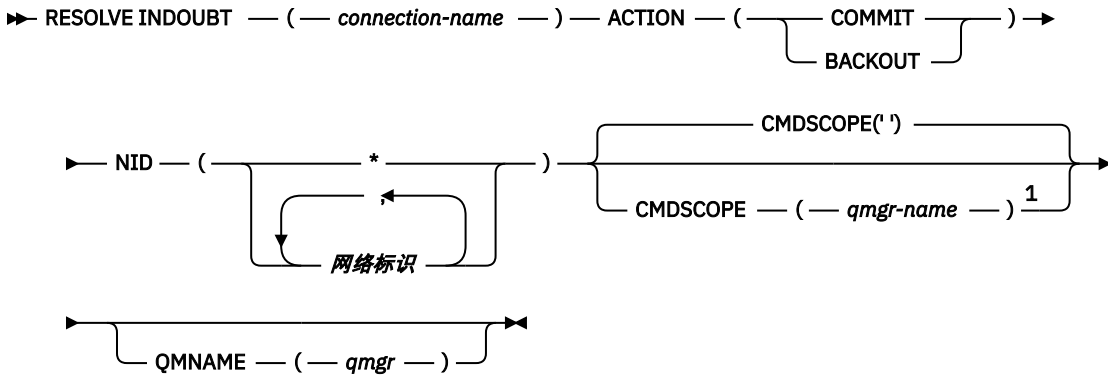 RESOLVE INDOUBT ( connection-name ) ACTION ( COMMIT )
BACKOUT
CMDSCOPE(' ')
NID ( * )
,
CMDSCOPE ( qmgr-name ) 1
网络标识
QMNAME ( qmgr )